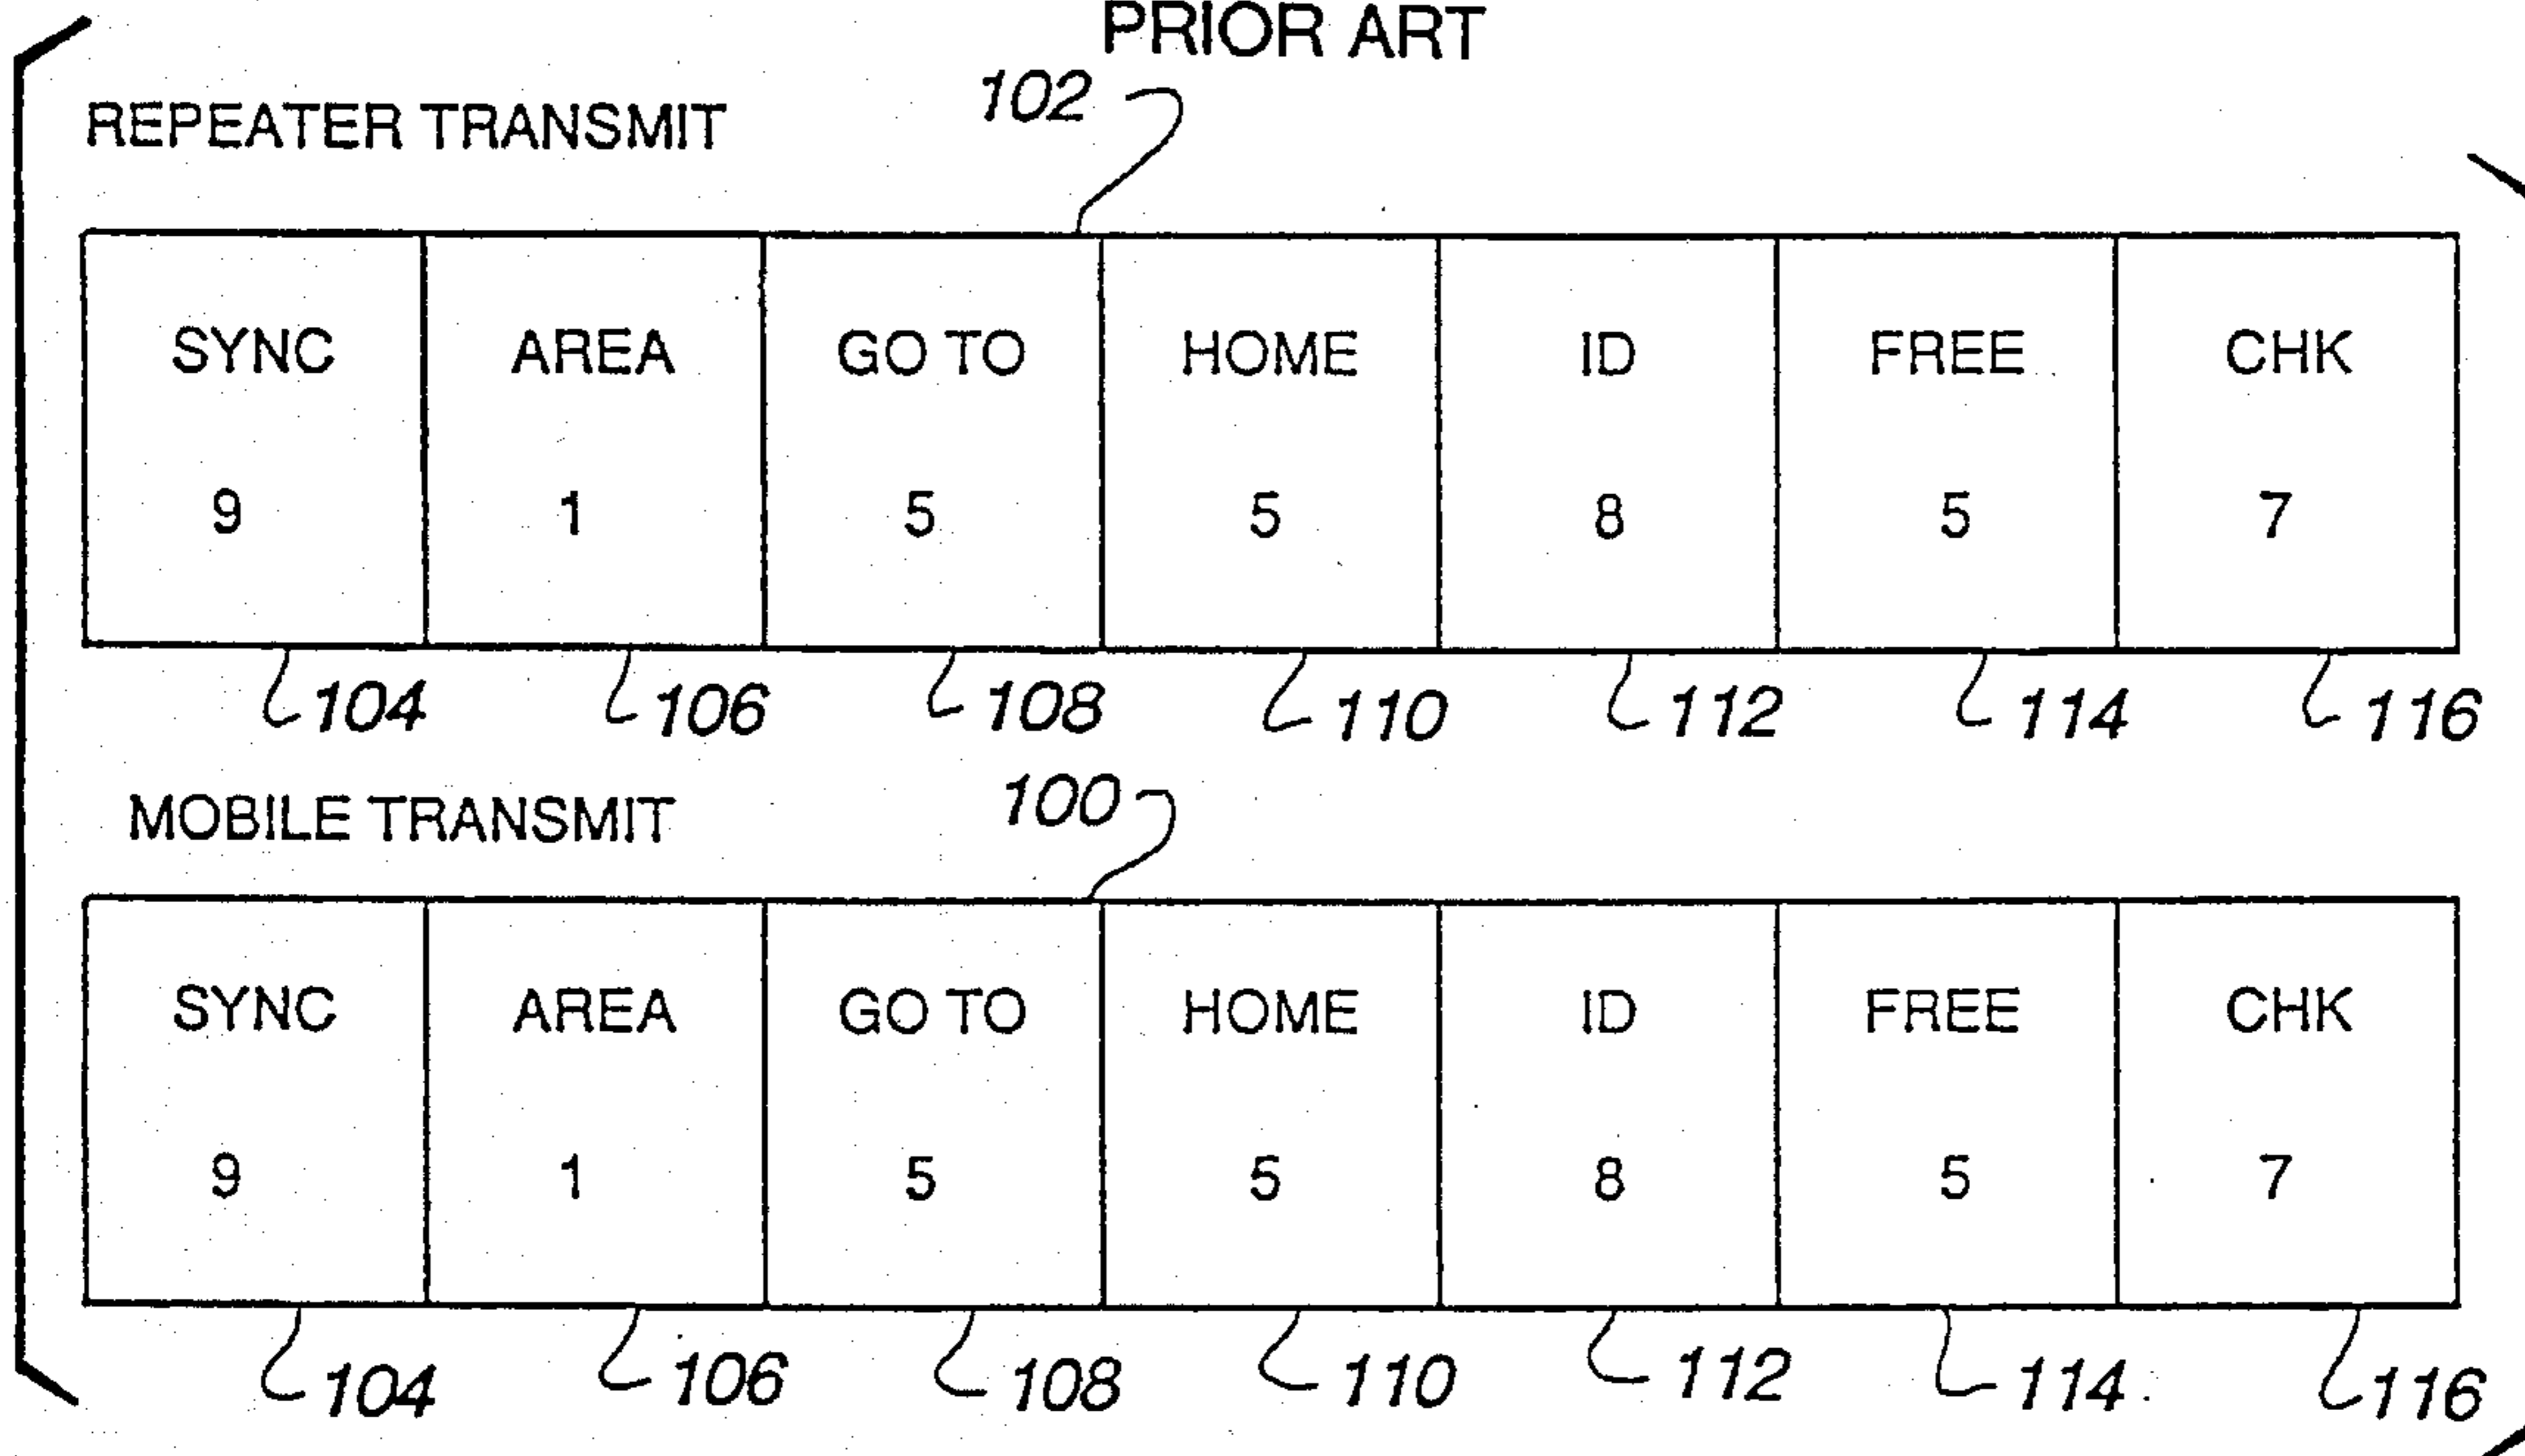 PRIOR ART
102
REPEATER TRANSMIT
SYNC AREA GO TO HOME ID FREE CHK
9 1 5 5 8 5 7
104 106 108 110 112 114 116
MOBILE TRANSMIT
100
SYNC AREA GO TO HOME ID FREE CHK
9 1 5 5 8 5 7
104 106 108 110 112 114 116